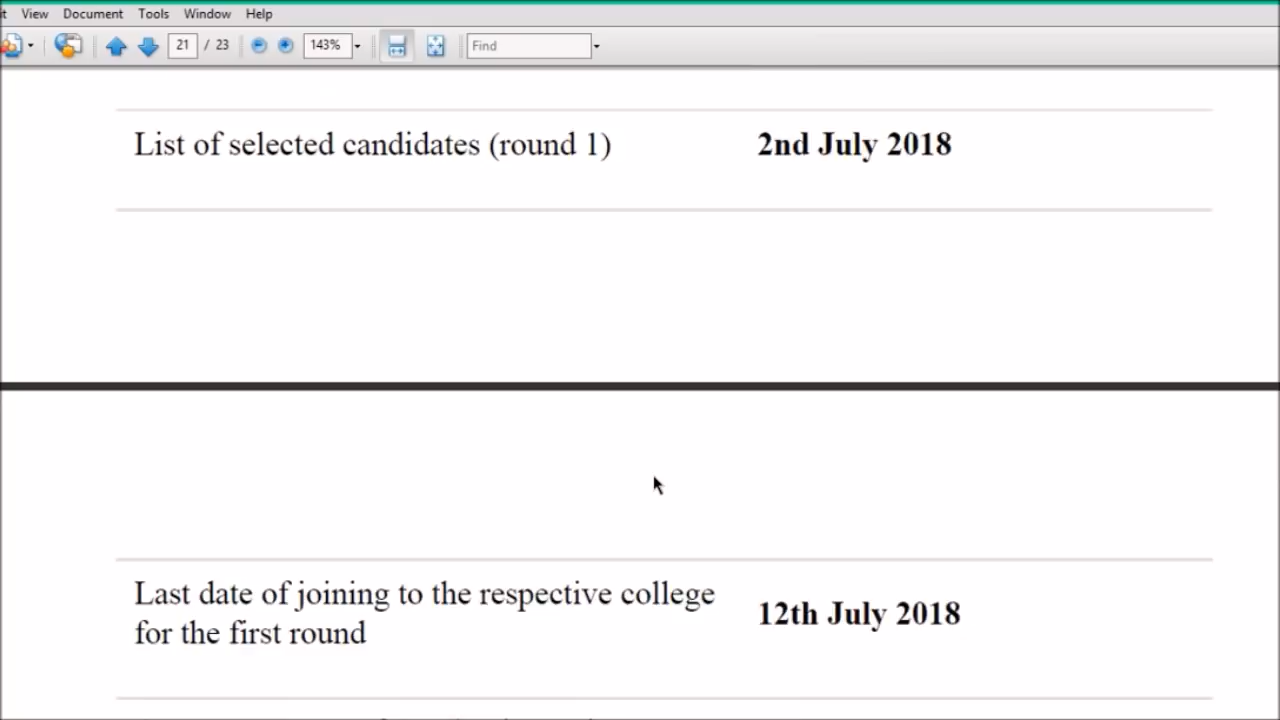 View Document Tools Window Help
21 / 23 143% Find
List of selected candidates (round 1) 2nd July 2018
Last date of joining to the respective college
for the first round
12th July 2018